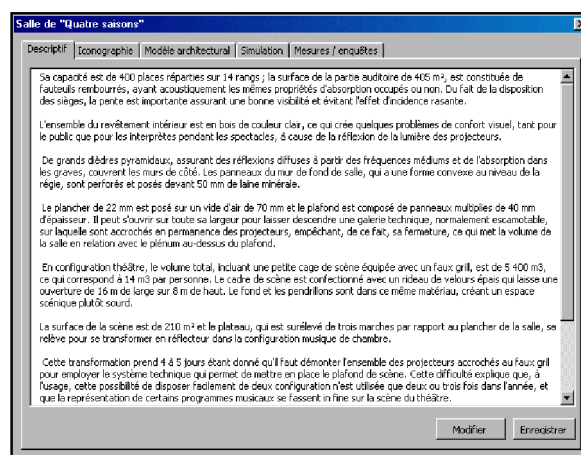 Salle de "Quatre saisons"
Descriptif Iconographie Modèle architectural Simulation Mesures / enquêtes
Sa capacité est de 400 places réparties sur 14 rangs ; la surface de la partie auditoire de 405 m², est constituée de
fauteuils rembourrés, ayant acoustiquement les mêmes propriétés d'absorption occupés ou non. Du fait de la disposition
des sièges, la pente est importante assurant une bonne visibilité et évitant l'effet d'incidence rasante.
L'ensemble du revêtement intérieur est en bois de couleur clair, ce qui crée quelques problèmes de confort visuel, tant pour
le public que pour les interprètes pendant les spectacles, à cause de la réflexion de la lumière des projecteurs.
De grands dièdres pyramidaux, assurant des réflexions diffuses à partir des fréquences médiums et de l'absorption dans
les graves, couvrent les murs de côté. Les panneaux du mur de fond de salle, qui a une forme convexe au niveau de la
régie, sont perforés et posés devant 50 mm de laine minérale.
Le plancher de 22 mm est posé sur un vide d'air de 70 mm et le plafond est composé de panneaux multiplies de 40 mm
d'épaisseur. Il peut s'ouvrir sur toute sa largeur pour laisser descendre une galerie technique, normalement escamotable,
sur laquelle sont accrochés en permanence des projecteurs, empêchant, de ce fait, sa fermeture, ce qui met la volume de
la salle en relation avec le plénum au-dessus du plafond.
En configuration théâtre, le volume total, incluant une petite cage de scène équipée avec un faux grill, est de 5 400 m3,
ce qui correspond à 14 m3 par personne. Le cadre de scène est confectionné avec un rideau de velours épais qui laisse une
ouverture de 16 m de large sur 8 m de haut. Le fond et les pendrillons sont dans ce même matériau, créant un espace
scénique plutôt sourd.
La surface de la scène est de 210 m² et le plateau, qui est surélevé de trois marches par rapport au plancher de la salle, se
relève pour se transformer en réflecteur dans la configuration musique de chambre.
Cette transformation prend 4 à 5 jours étant donné qu'il faut démonter l'ensemble des projecteurs accrochés au faux gril
pour employer le système technique qui permet de mettre en place le plafond de scène. Cette difficulté explique que, à
l'usage, cette possibilité de disposer facilement de deux configuration n'est utilisée que deux ou trois fois dans l'année, et
que la représentation de certains programmes musicaux se fassent in fine sur la scène du théâtre.
Modifier Enregistrer